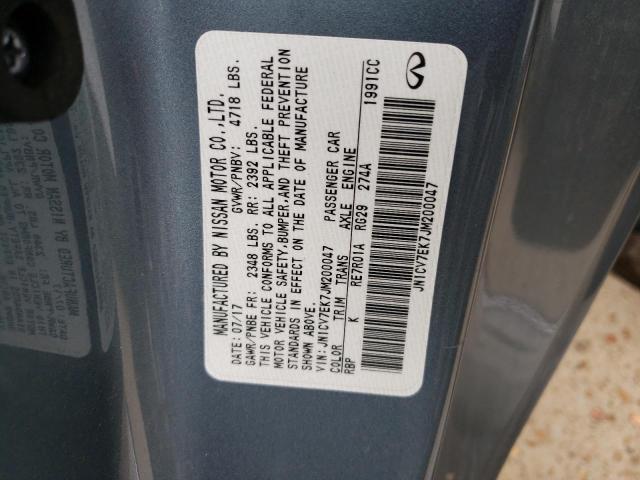 MANUFACTURED BY NISSAN MOTOR CO.,LTD.
DATE: 07/17 GVWR/PNBV: 4718 LBS.
GAWR/PNBE FR: 2348 LBS. RR: 2392 LBS.
THIS VEHICLE CONFORMS TO ALL APPLICABLE FEDERAL
MOTOR VEHICLE SAFETY,BUMPER,AND THEFT PREVENTION
STANDARDS IN EFFECT ON THE DATE OF MANUFACTURE
SHOWN ABOVE.
VIN: JN1CV7EK7JM200047 PASSENGER CAR
COLOR TRIM TRANS AXLE ENGINE
RBP K RE7R01A RG29 274A 1991CC
JN1CV7EK7JM200047